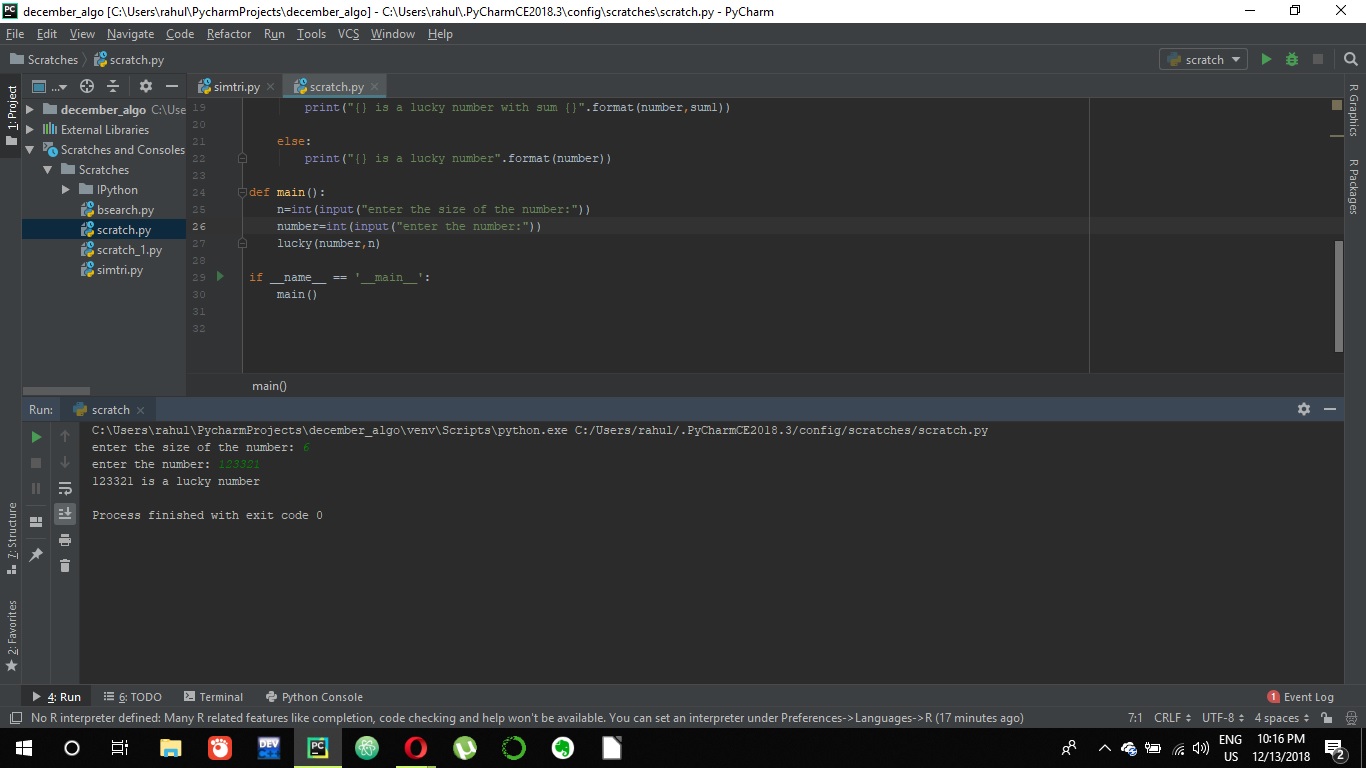 december_algo [C:\Users\rahul\PycharmProjects\december_algo] - C:\Users\rahul\.PyCharmCE2018.3\config\scratches\scratch.py - PyCharm
File Edit View Navigate Code Refactor Run Tools VCS Window Help
Scratches scratch.py scratch
... simtri.py scratch.py
1: Project
december_algo C:\Use
External Libraries
Scratches and Consoles
Scratches
IPython
bsearch.py
scratch.py
scratch_1.py
simtri.py
19 print("{} is a lucky number with sum {}".format(number,sum1))
20
21 else:
22 print("{} is a lucky number".format(number))
23
24 def main():
25 n=int(input("enter the size of the number:"))
26 number=int(input("enter the number:"))
27 lucky(number,n)
28
29 if __name__ == '__main__':
30 main()
31
32
main()
R Graphics
R Packages
Run: scratch
C:\Users\rahul\PycharmProjects\december_algo\venv\Scripts\python.exe C:/Users/rahul/.PyCharmCE2018.3/config/scratches/scratch.py
enter the size of the number: 6
enter the number: 123321
123321 is a lucky number
Process finished with exit code 0
7: Structure
2: Favorites
4: Run 6: TODO Terminal Python Console 1 Event Log
No R interpreter defined: Many R related features like completion, code checking and help won't be available. You can set an interpreter under Preferences->Languages->R (17 minutes ago) 7:1 CRLF UTF-8 4 spaces
DEV
PC
ENG
US
10:16 PM
12/13/2018
2